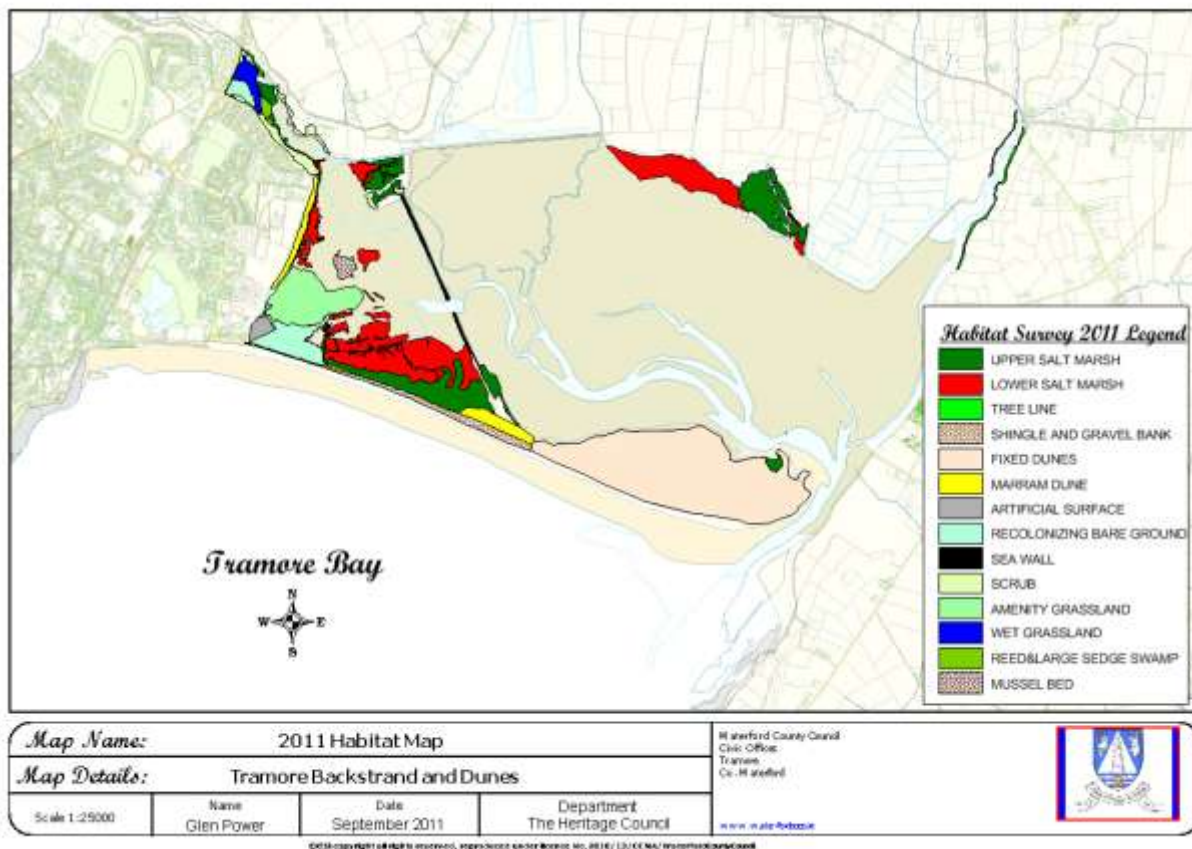 Tramore Bay
N
W E
S
Habitat Survey 2011 Legend
UPPER SALT MARSH
LOWER SALT MARSH
TREE LINE
SHINGLE AND GRAVEL BANK
FIXED DUNES
MARRAM DUNE
ARTIFICIAL SURFACE
RECOLONIZING BARE GROUND
SEA WALL
SCRUB
AMENITY GRASSLAND
WET GRASSLAND
REED&LARGE SEDGE SWAMP
MUSSEL BED
Map Name: 2011 Habitat Map
Map Details: Tramore Backstrand and Dunes
Scale 1:25000
Name
Glen Power
Date
September 2011
Department
The Heritage Council
Waterford County Council
Civic Offices
Tramore
Co. Waterford